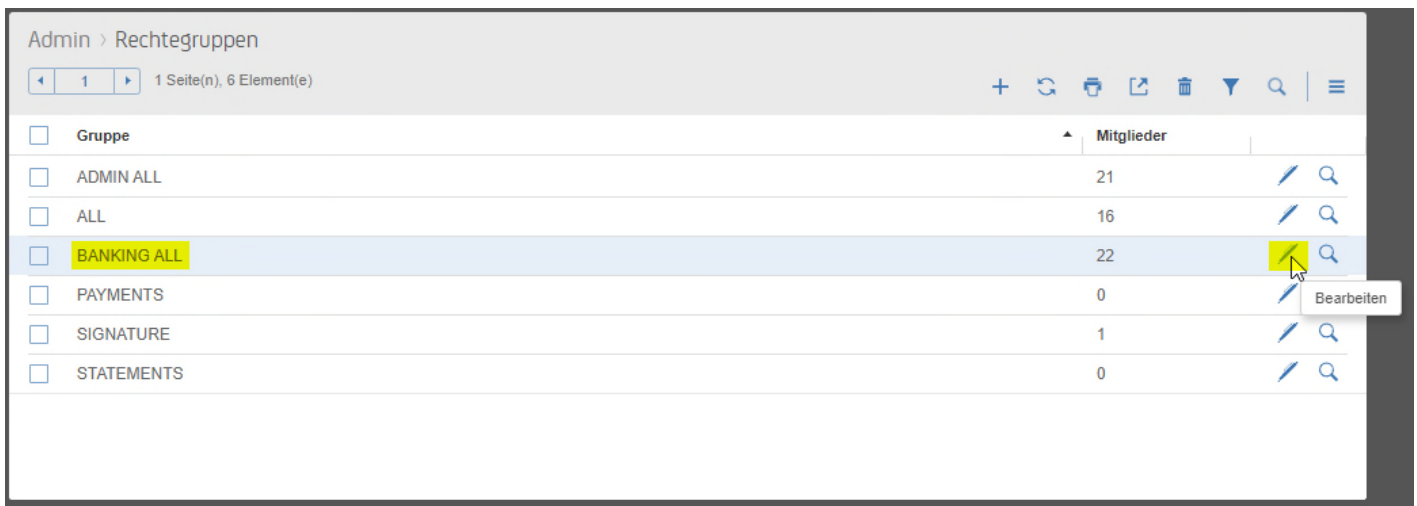 Admin > Rechtegruppen
1 1 Seite(n), 6 Element(e)
Gruppe Mitglieder
ADMIN ALL 21
ALL 16
BANKING ALL 22
PAYMENTS 0
Bearbeiten
SIGNATURE 1
STATEMENTS 0